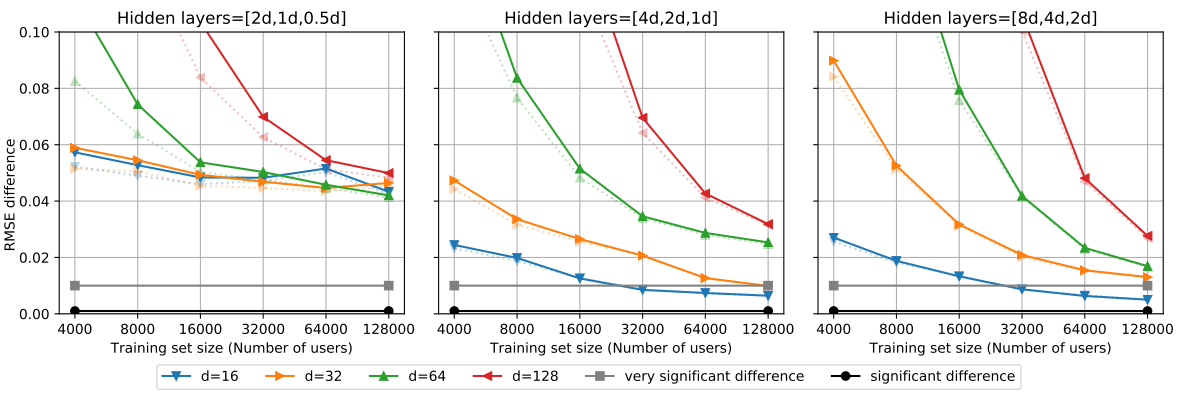 Hidden layers=[2d,1d,0.5d]
Hidden layers=[4d,2d,1d]
Hidden layers=[8d,4d,2d]
RMSE difference
0.10
0.08
0.06
0.04
0.02
0.00
4000 8000 16000 32000 64000 128000
4000 8000 16000 32000 64000 128000
4000 8000 16000 32000 64000 128000
Training set size (Number of users)
Training set size (Number of users)
Training set size (Number of users)
d=16 d=32 d=64 d=128 very significant difference significant difference